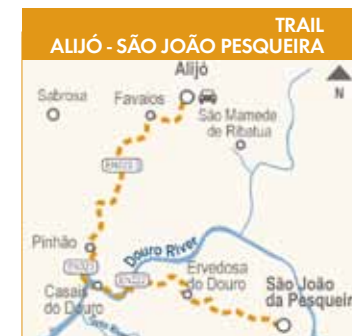 TRAIL
ALIJÓ - SÃO JOÃO PESQUEIRA
Alijó
N
Sabrosa
Favaios
São Mamede
de Ribatua
Pinhão
Douro River
Ervedosa
do Douro
Casais
do Douro
São João
da Pesqueir